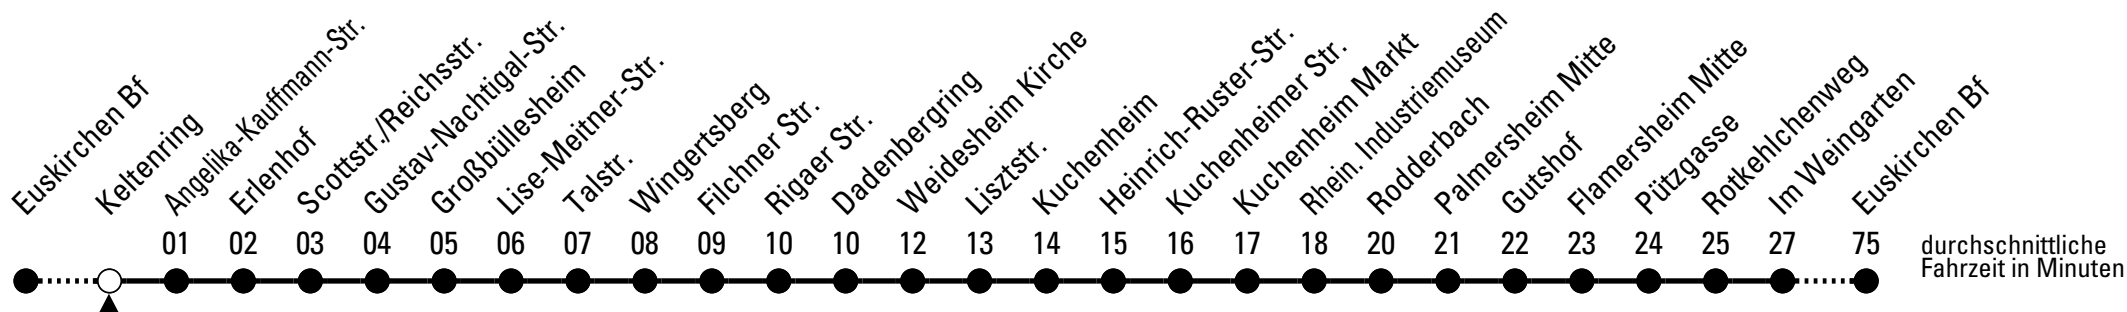 Euskirchen Bf
Keltenring
Angelika-Kauffmann-Str.
Erlenhof
Scottstr./Reichsstr.
Gustav-Nachtigal-Str.
Großbüllesheim
Lise-Meitner-Str.
Talstr.
Wingertsberg
Filchner Str.
Rigaer Str.
Dadenbergring
Weidesheim Kirche
Lisztstr.
Kuchenheim
Heinrich-Ruster-Str.
Kuchenheimer Str.
Kuchenheim Markt
Rhein. Industriemuseum
Rodderbach
Palmersheim Mitte
Gutshof
Flamersheim Mitte
Pützgasse
Rotkehlchenweg
Im Weingarten
Euskirchen Bf
01 02 03 04 05 06 07 08 09 10 10 12 13 14 15 16 17 18 20 21 22 23 24 25 27 75
durchschnittliche
Fahrzeit in Minuten